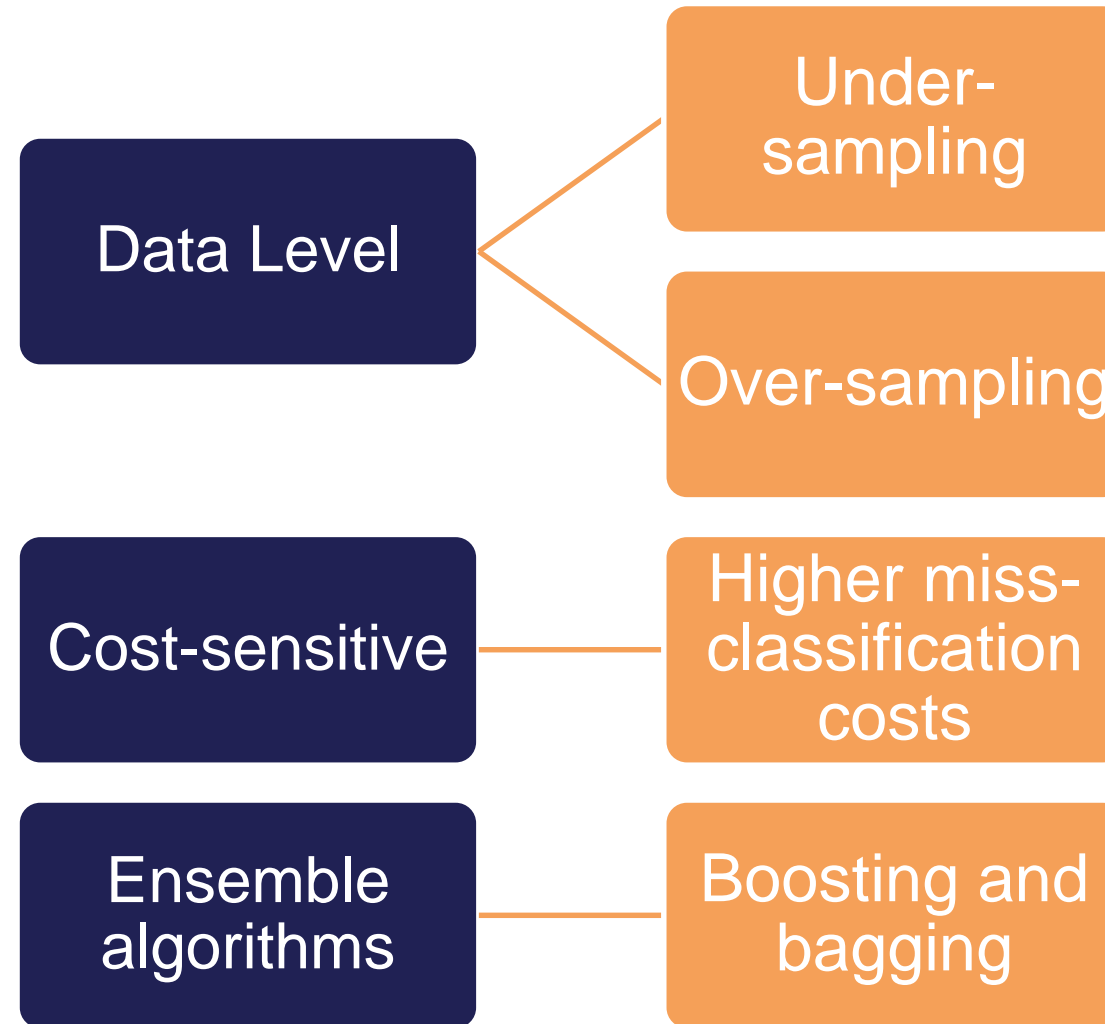 Data Level
Under-
sampling
Over-sampling
Cost-sensitive
Higher miss-
classification
costs
Ensemble
algorithms
Boosting and
bagging